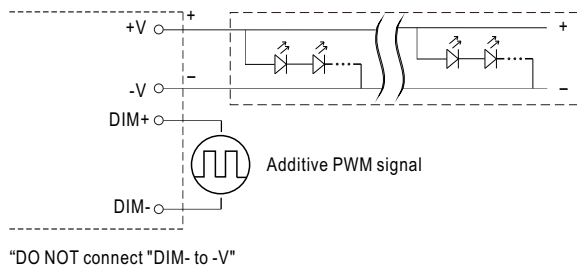 +V
+
-V
–
+
–
DIM+
Additive PWM signal
DIM-
“DO NOT connect "DIM- to -V"